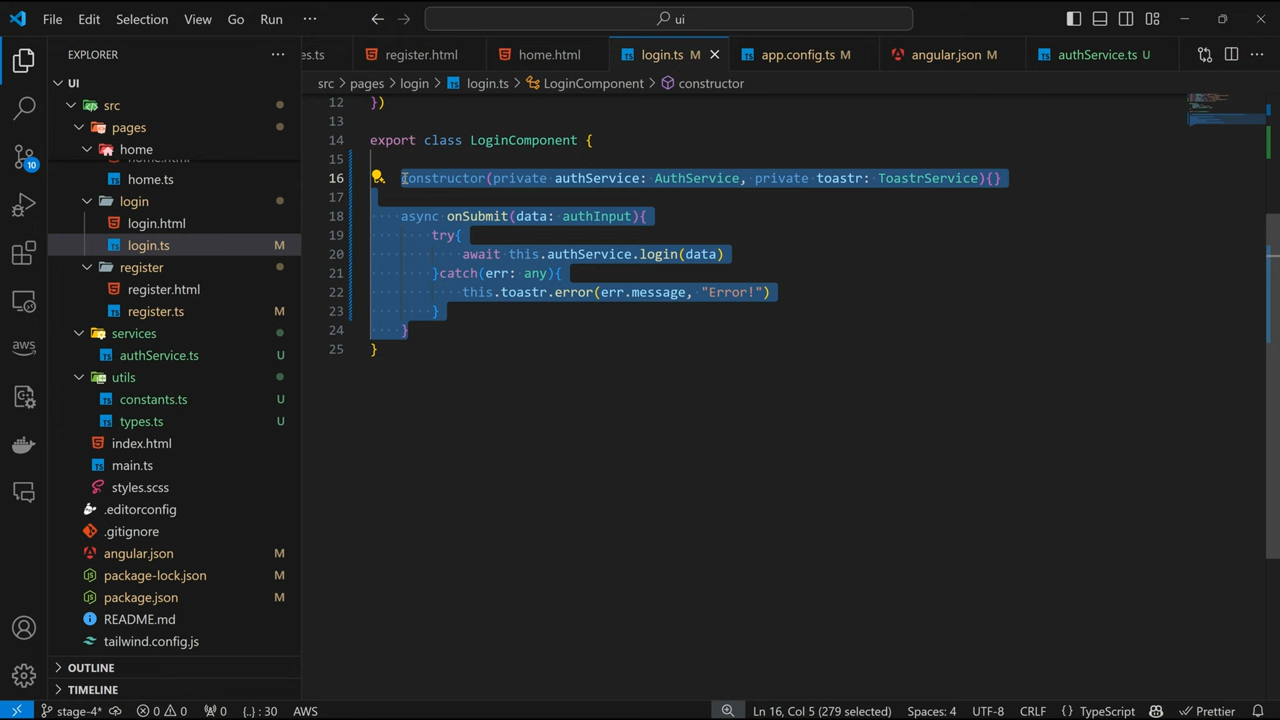 File Edit Selection View Go Run ··· ui
EXPLORER ···
es.ts register.html home.html login.ts M app.config.ts M angular.json M authService.ts U ···
UI
src > pages > login > login.ts > LoginComponent > constructor
src
pages
home
home.html
home.ts
login
login.html
login.ts M
register
register.html
register.ts M
services
authService.ts U
utils
constants.ts U
types.ts U
index.html
main.ts
styles.scss
.editorconfig
.gitignore
angular.json M
package-lock.json M
package.json M
README.md
tailwind.config.js
OUTLINE
TIMELINE
10
aws
12 })
13
14 export class LoginComponent {
15
16 constructor(private authService: AuthService, private toastr: ToastrService){}
17
18 async onSubmit(data: authInput){
19 try{
20 await this.authService.login(data)
21 }catch(err: any){
22 this.toastr.error(err.message, "Error!")
23 }
24 }
25 }
stage-4* 0 0 0 {..}: 30 AWS Ln 16, Col 5 (279 selected) Spaces: 4 UTF-8 CRLF {} TypeScript Prettier